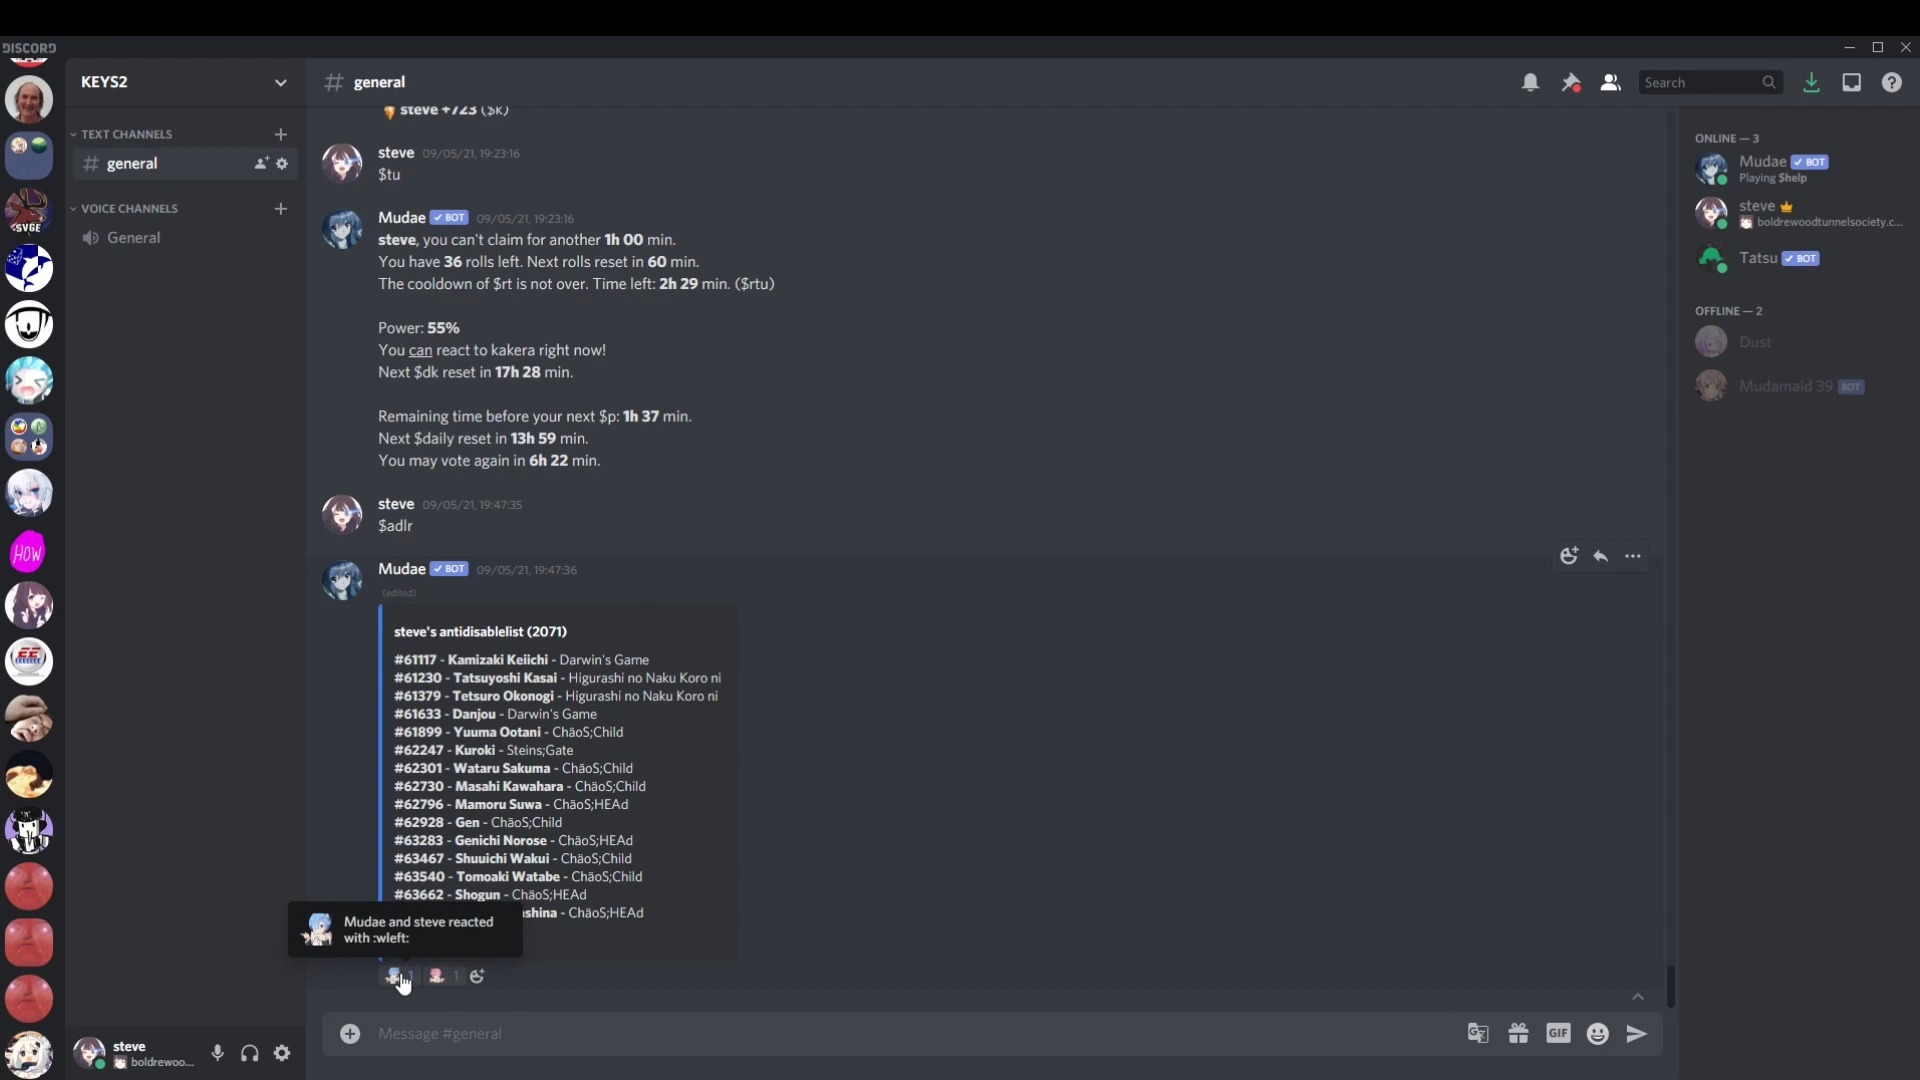 DISCORD
KEYS2
# general
Search
TEXT CHANNELS
# general
VOICE CHANNELS
General
SVGE
HOW
EE
steve +723 ($k)
steve 09/05/21, 19:23:16
$tu
Mudae BOT 09/05/21, 19:23:16
steve, you can't claim for another 1h 00 min.
You have 36 rolls left. Next rolls reset in 60 min.
The cooldown of $rt is not over. Time left: 2h 29 min. ($rtu)
Power: 55%
You can react to kakera right now!
Next $dk reset in 17h 28 min.
Remaining time before your next $p: 1h 37 min.
Next $daily reset in 13h 59 min.
You may vote again in 6h 22 min.
steve 09/05/21, 19:47:35
$adlr
Mudae BOT 09/05/21, 19:47:36
(edited)
steve's antidisablelist (2071)
#61117 - Kamizaki Keiichi - Darwin's Game
#61230 - Tatsuyoshi Kasai - Higurashi no Naku Koro ni
#61379 - Tetsuro Okonogi - Higurashi no Naku Koro ni
#61633 - Danjou - Darwin's Game
#61899 - Yuuma Ootani - ChäoS;Child
#62247 - Kuroki - Steins;Gate
#62301 - Wataru Sakuma - ChäoS;Child
#62730 - Masahi Kawahara - ChäoS;Child
#62796 - Mamoru Suwa - ChäoS;HEAd
#62928 - Gen - ChäoS;Child
#63283 - Genichi Norose - ChäoS;HEAd
#63467 - Shuuichi Wakui - ChäoS;Child
#63540 - Tomoaki Watabe - ChäoS;Child
#63662 - Shogun - ChäoS;HEAd
shina - ChäoS;HEAd
Mudae and steve reacted
with :wleft:
1 1
Message #general
GIF
steve
boldrewoo...
ONLINE — 3
Mudae BOT
Playing $help
steve
boldrewoodtunnelsociety.c...
Tatsu BOT
OFFLINE — 2
Dust
Mudamaid 39 BOT